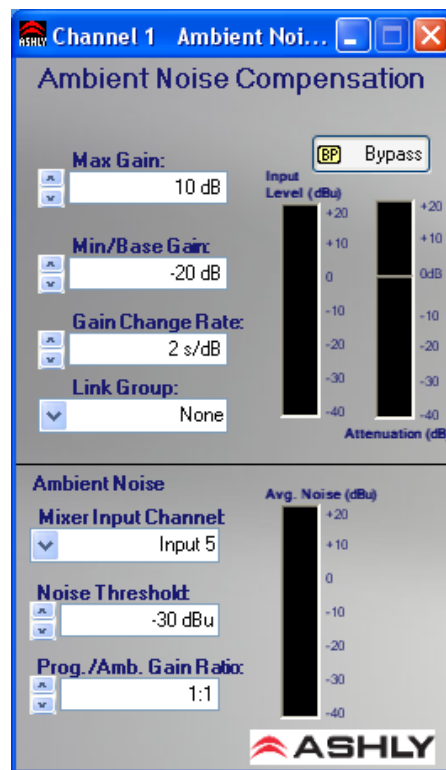 ASHLY Channel 1 Ambient Noi...
Ambient Noise Compensation
BP Bypass
Max Gain:
10 dB
Min/Base Gain:
-20 dB
Gain Change Rate:
2 s/dB
Link Group:
None
Input
Level (dBu)
+20
+10
0
-10
-20
-30
-40
+20
+10
0dB
-10
-20
-30
-40
Attenuation (dB
Ambient Noise
Mixer Input Channel:
Input 5
Noise Threshold:
-30 dBu
Prog./Amb. Gain Ratio:
1:1
Avg. Noise (dBu)
+20
+10
0
-10
-20
-30
-40
ASHLY